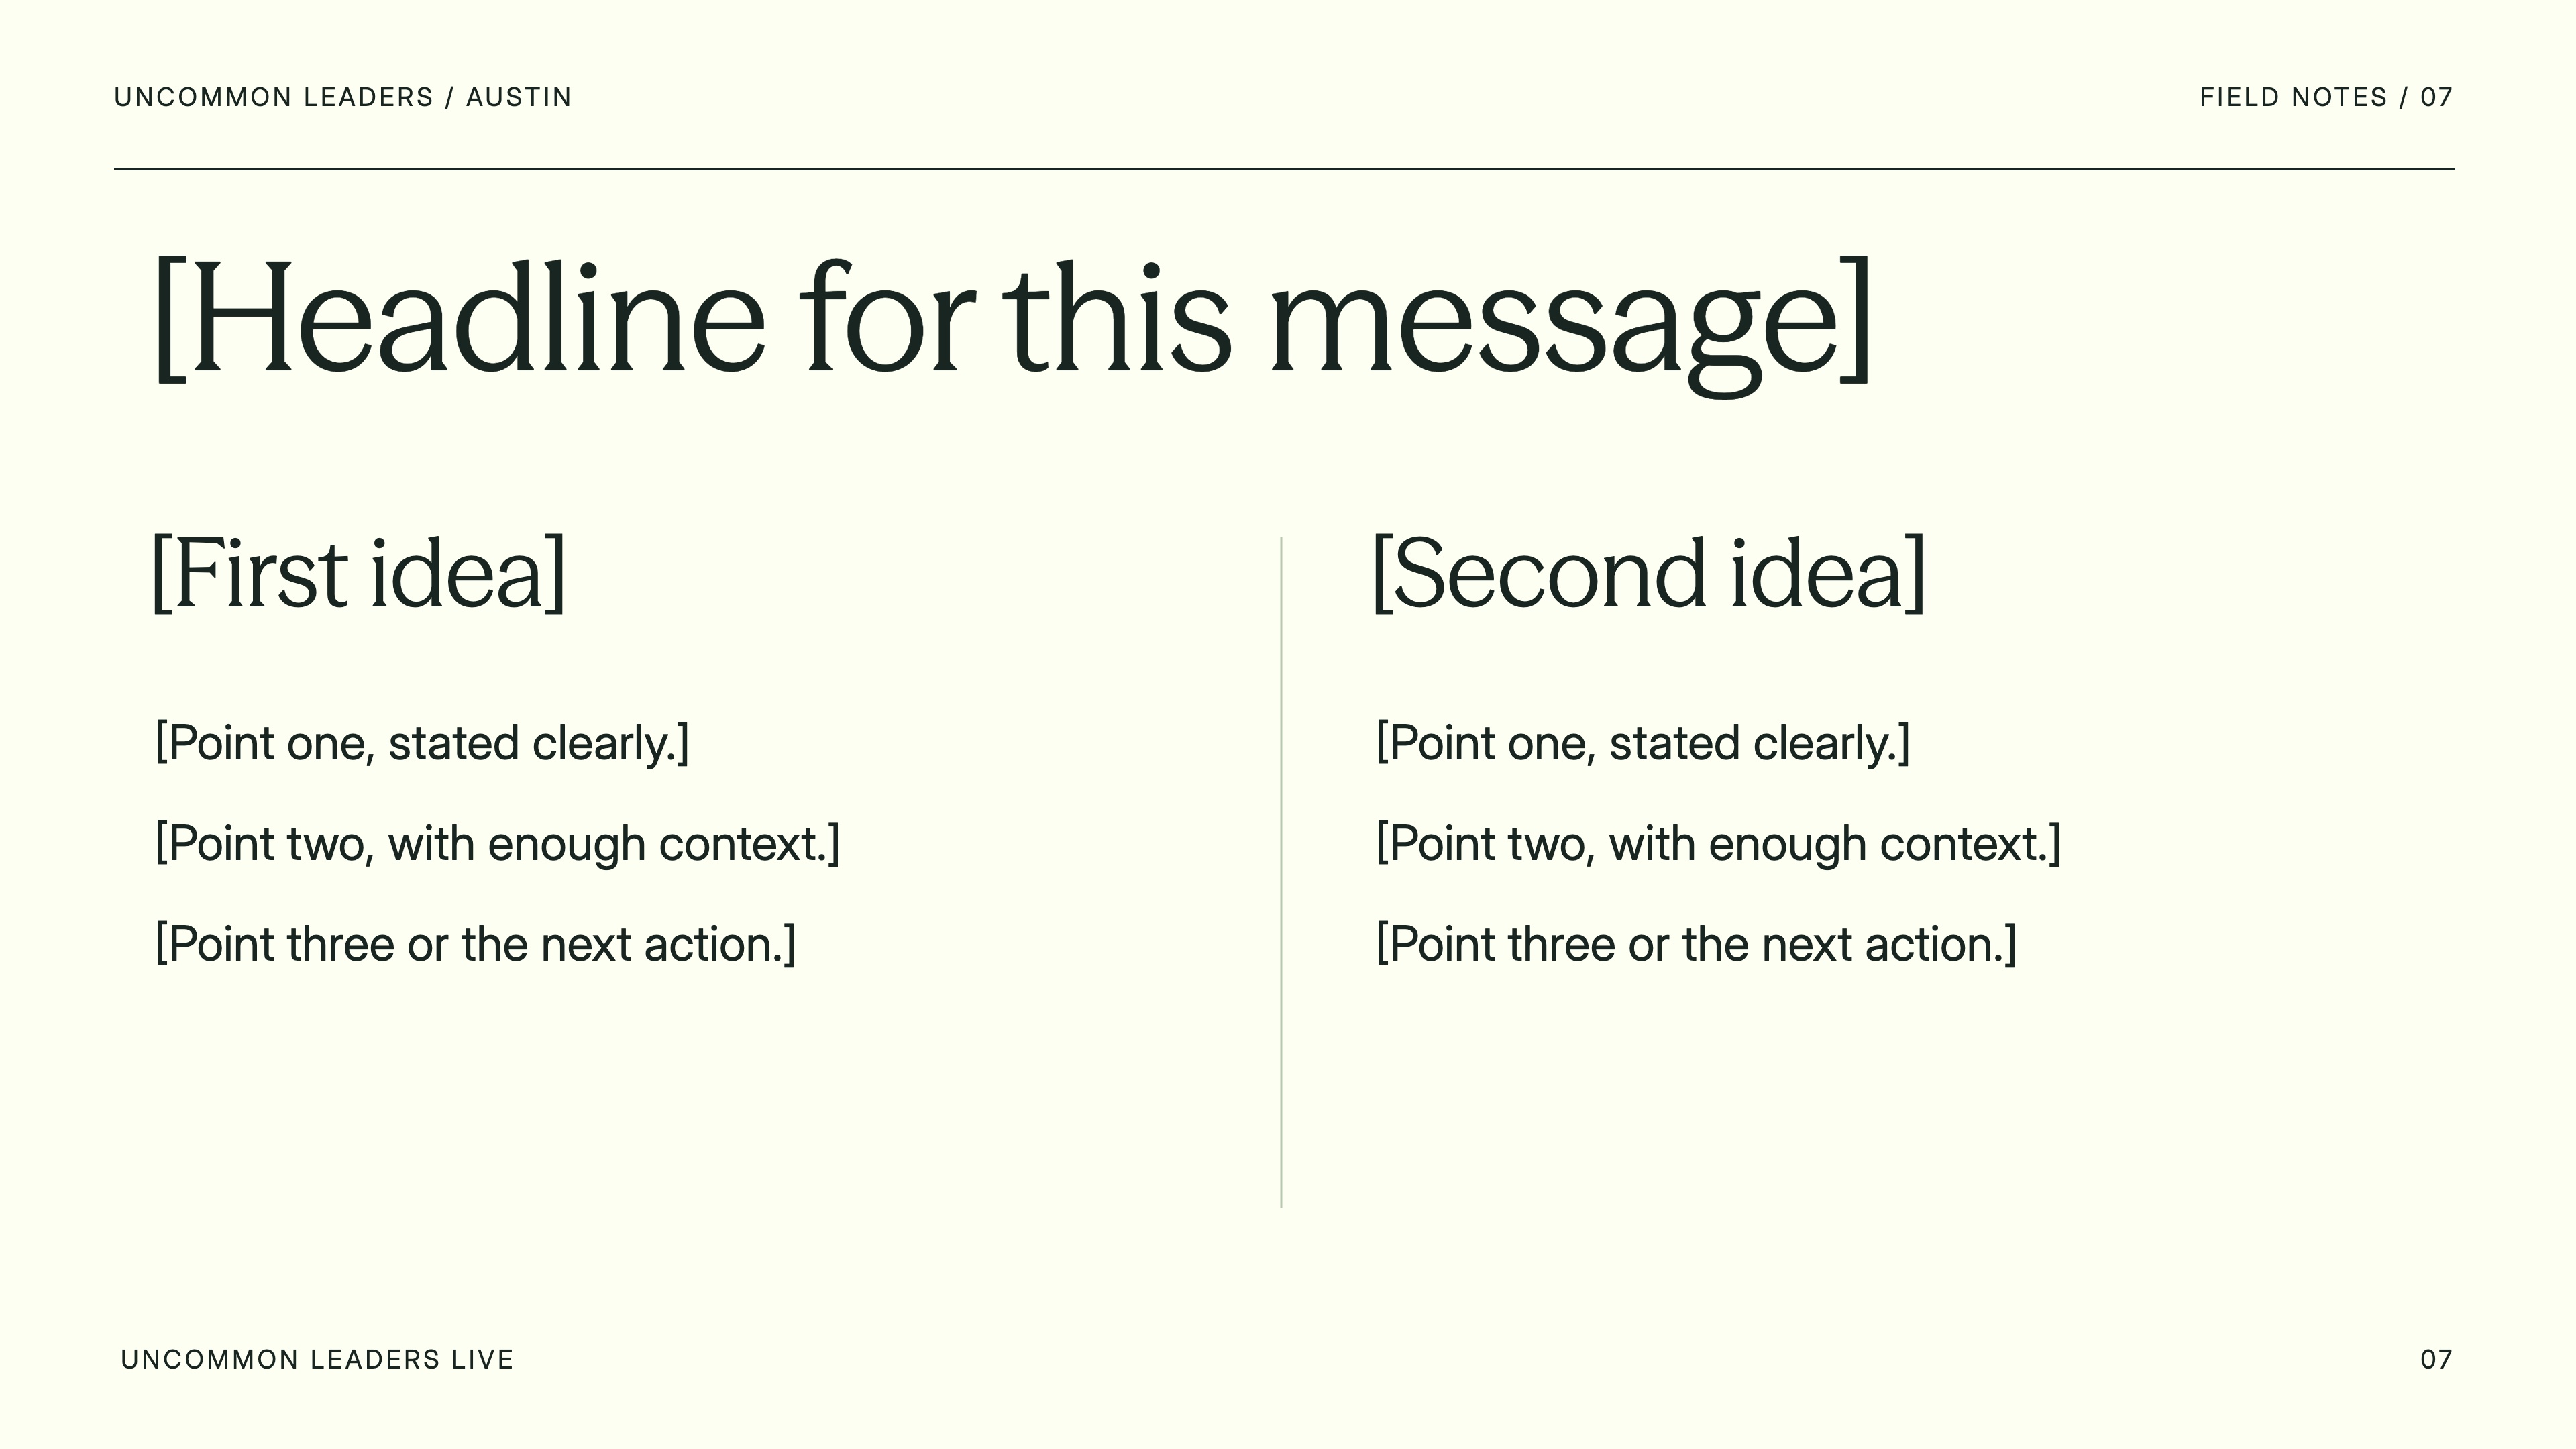 UNCOMMON LEADERS / AUSTIN
FIELD NOTES / 07
[Headline for this message]
[First idea]
[Point one, stated clearly.]
[Point two, with enough context.]
[Point three or the next action.]
[Second idea]
[Point one, stated clearly.]
[Point two, with enough context.]
[Point three or the next action.]
UNCOMMON LEADERS LIVE
07